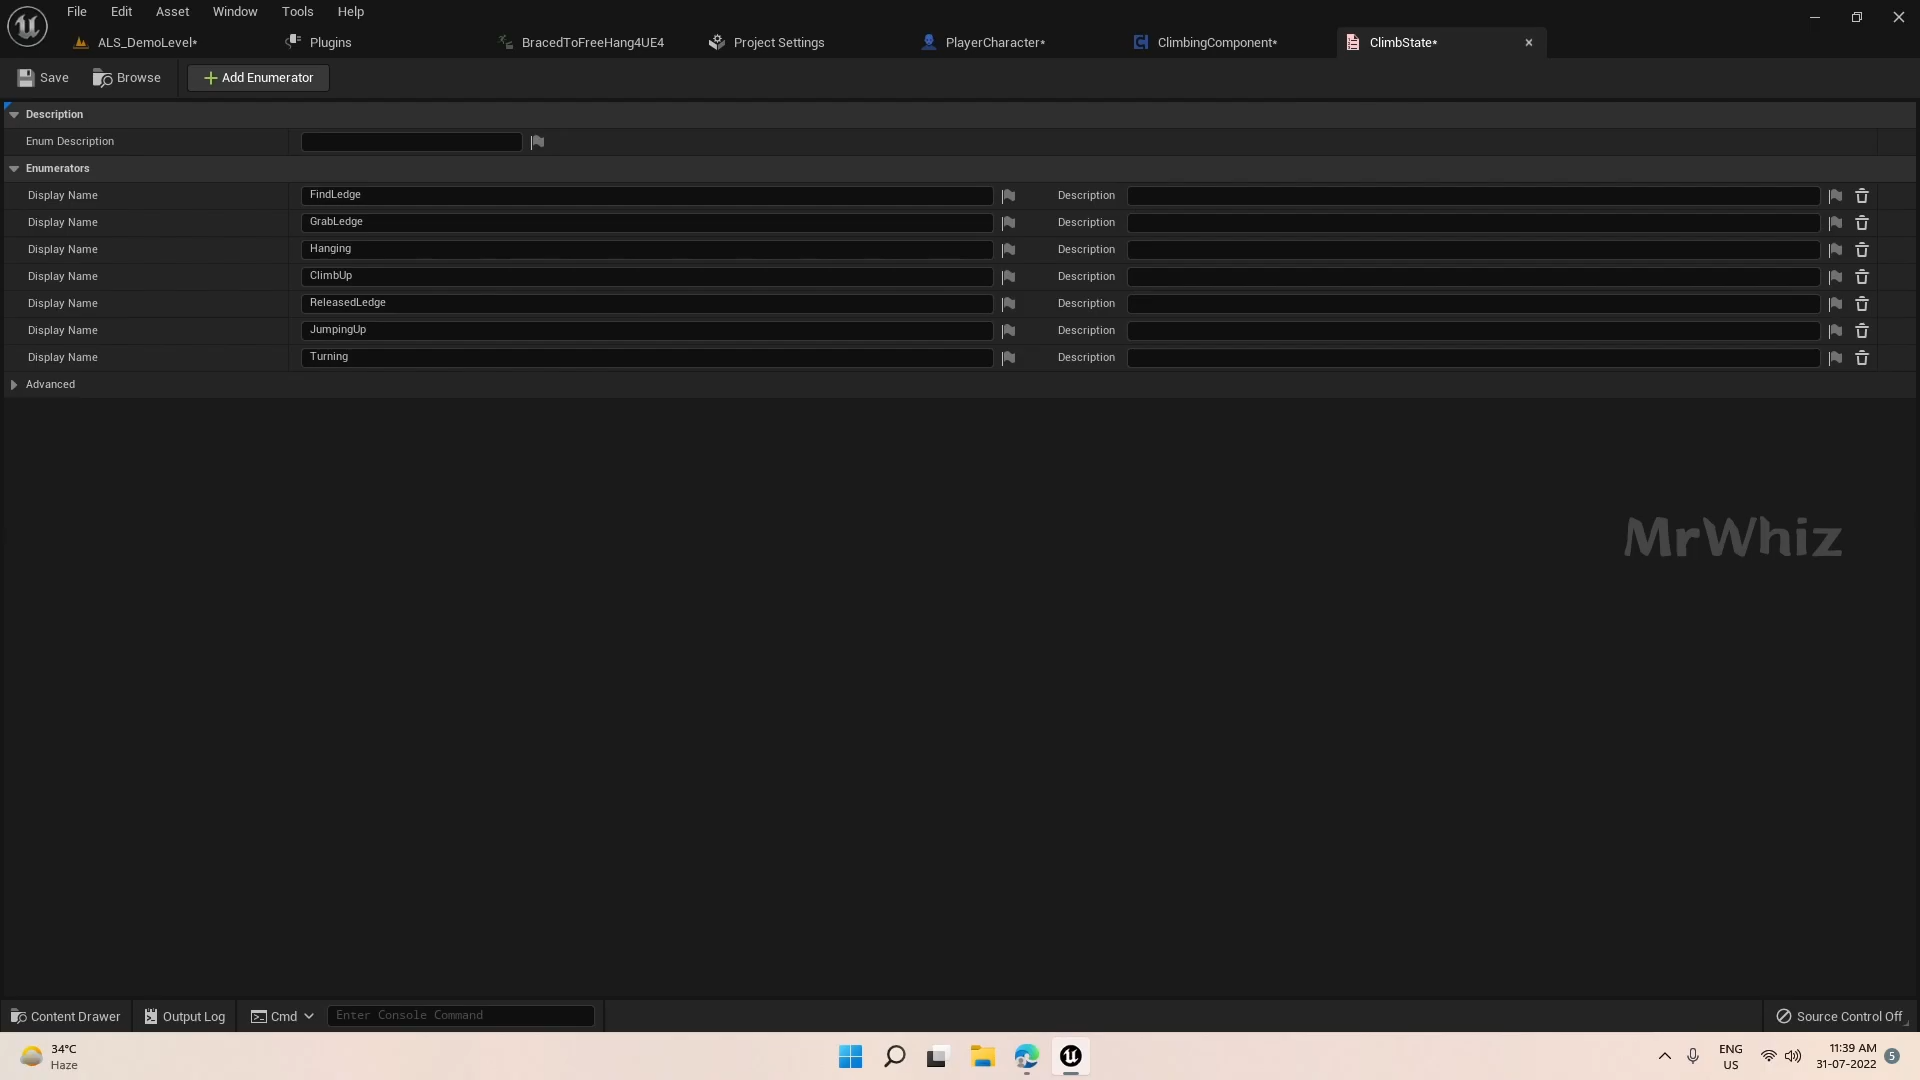 File Edit Asset Window Tools Help
ALS_DemoLevel* Plugins BracedToFreeHang4UE4 Project Settings PlayerCharacter* ClimbingComponent* ClimbState*
Save Browse Add Enumerator
Description
Enum Description
Enumerators
Display Name FindLedge Description
Display Name GrabLedge Description
Display Name Hanging Description
Display Name ClimbUp Description
Display Name ReleasedLedge Description
Display Name JumpingUp Description
Display Name Turning Description
Advanced
MrWhiz
Content Drawer Output Log Cmd Enter Console Command Source Control Off
34°C
Haze
ENG
US
11:39 AM
31-07-2022
5